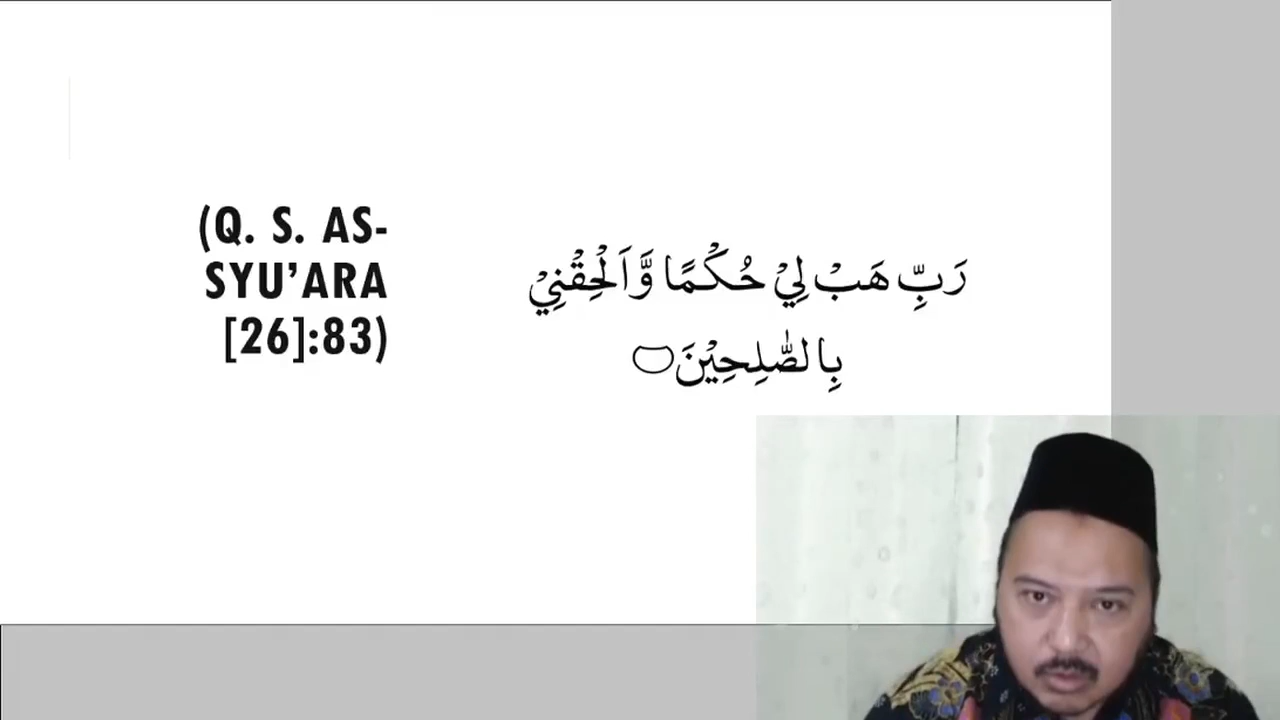 (Q. S. AS-
SYU’ARA
[26]:83)
رَبِّ هَبْ لِيْ حُكْمًا وَّاَلْحِقْنِيْ
بِالصّٰلِحِيْنَ۝